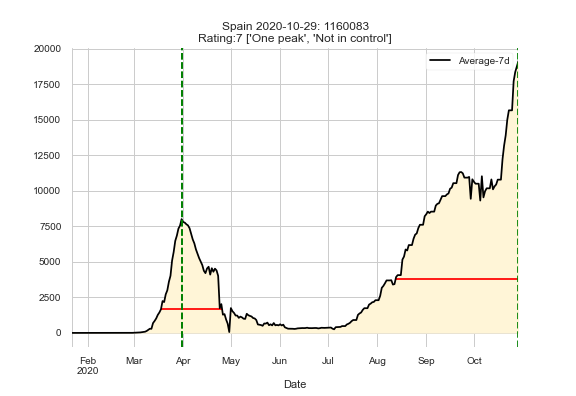 Spain 2020-10-29: 1160083
Rating:7 ['One peak', 'Not in control']
Average-7d
20000
17500
15000
12500
10000
7500
5000
2500
0
Feb Mar Apr May Jun Jul Aug Sep Oct
2020
Date